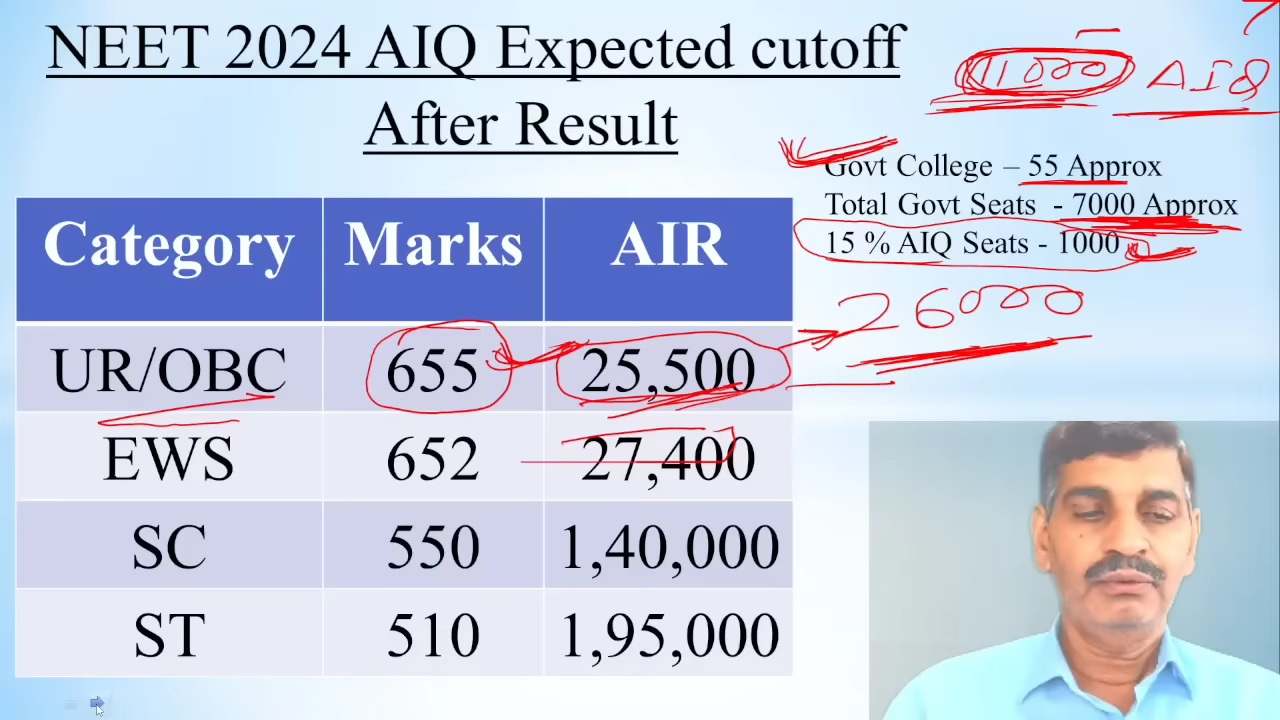 NEET 2024 AIQ Expected cutoff
After Result
11000 AIQ
7
Govt College – 55 Approx
Total Govt Seats - 7000 Approx
15 % AIQ Seats - 1000
26000
Category Marks AIR
UR/OBC 655 25,500
EWS 652 27,400
SC 550 1,40,000
ST 510 1,95,000